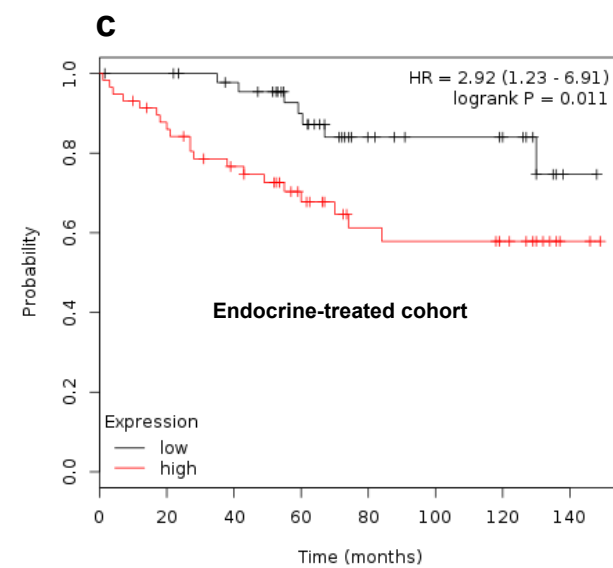 c
HR = 2.92 (1.23 - 6.91)
logrank P = 0.011
Probability
1.0
0.8
0.6
0.4
0.2
0.0
Endocrine-treated cohort
Expression
low
high
0 20 40 60 80 100 120 140
Time (months)